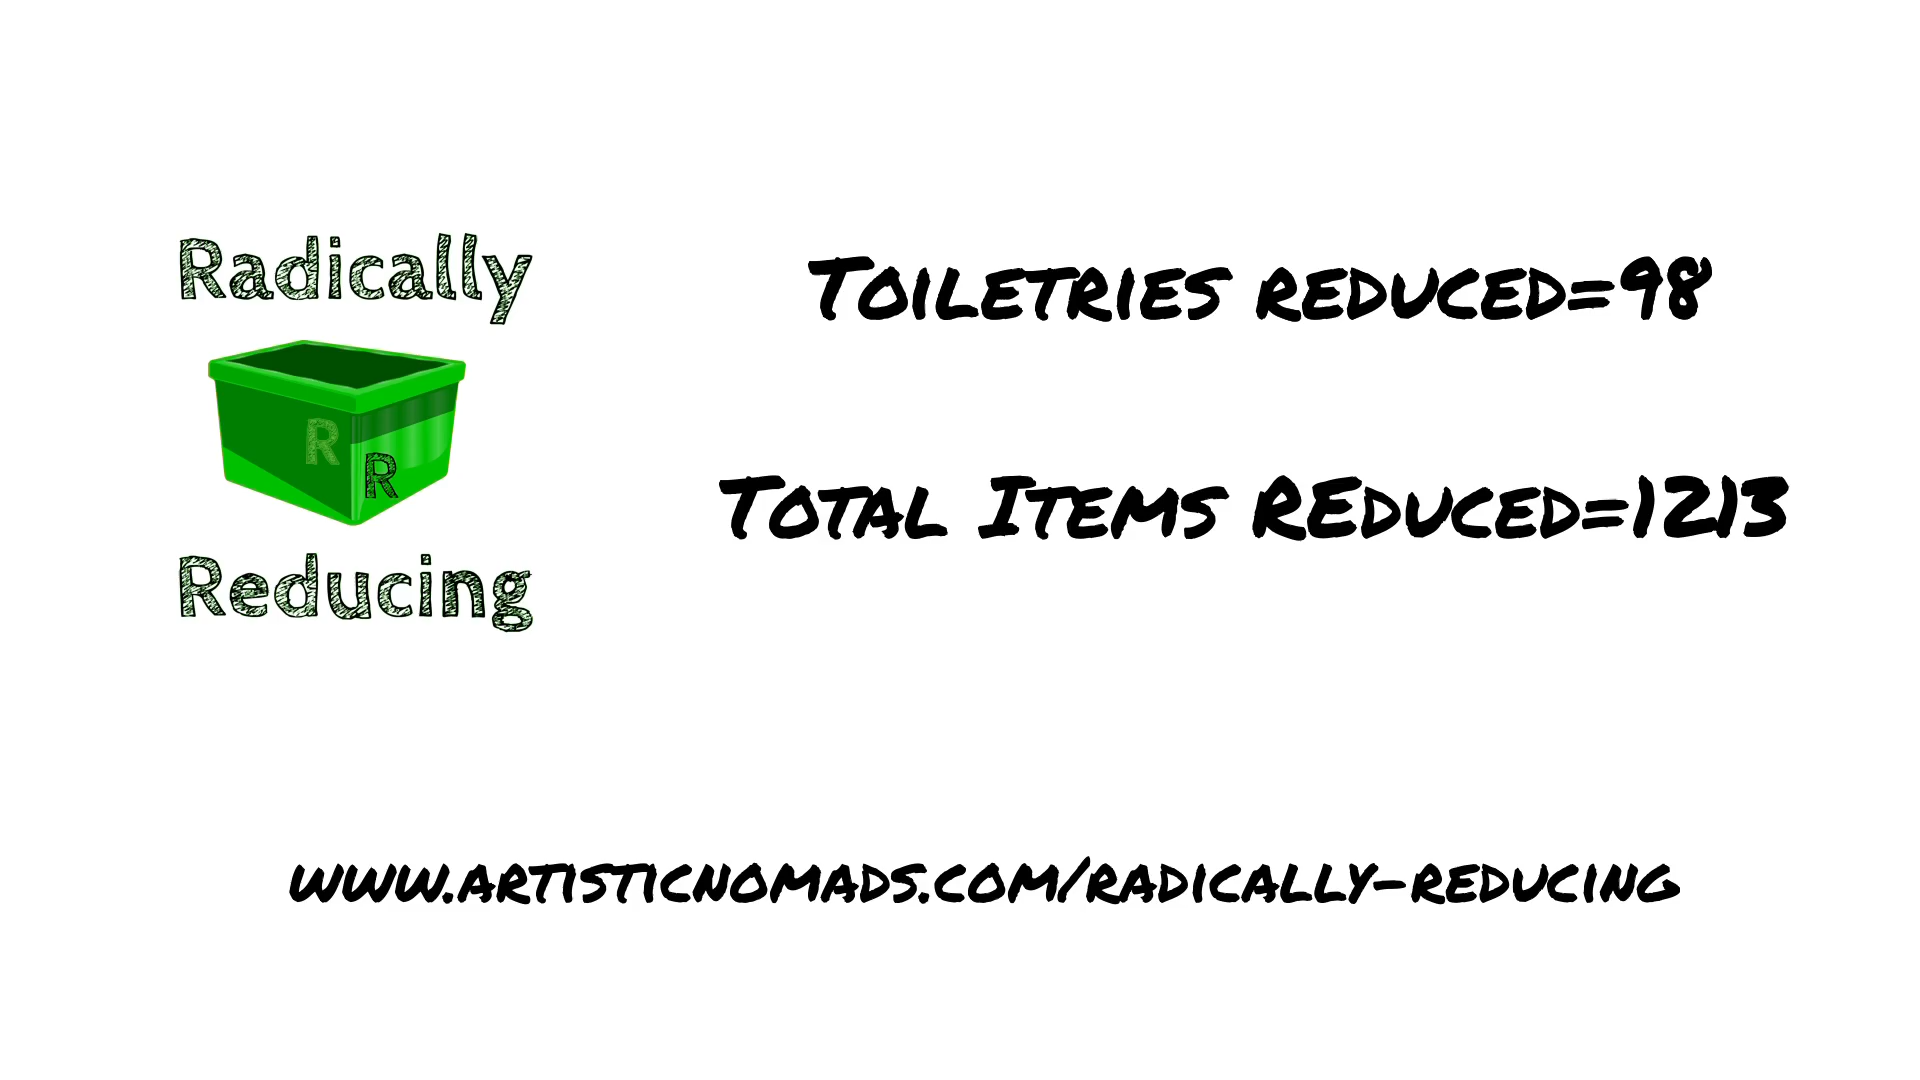 Radically
R
R
Reducing
Toiletries reduced=98
Total Items REduced=1213
www.artisticnomads.com/radically-reducing